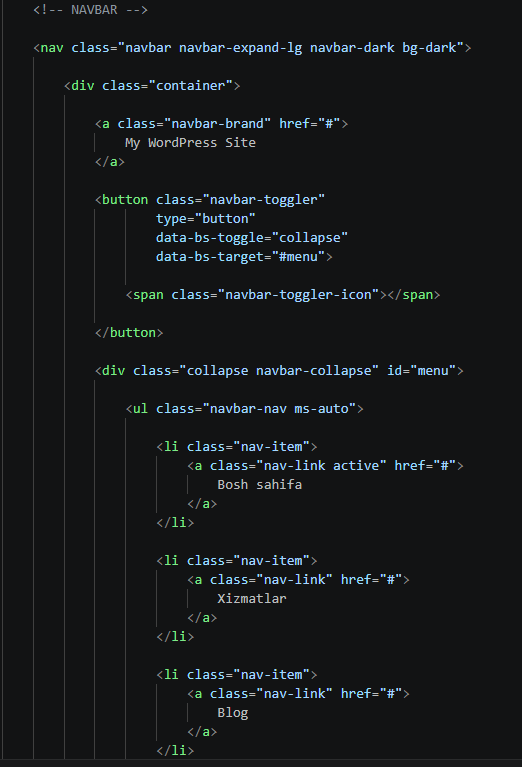 <!-- NAVBAR -->
<nav class="navbar navbar-expand-lg navbar-dark bg-dark">
<div class="container">
<a class="navbar-brand" href="#">
My WordPress Site
</a>
<button class="navbar-toggler"
type="button"
data-bs-toggle="collapse"
data-bs-target="#menu">
<span class="navbar-toggler-icon"></span>
</button>
<div class="collapse navbar-collapse" id="menu">
<ul class="navbar-nav ms-auto">
<li class="nav-item">
<a class="nav-link active" href="#">
Bosh sahifa
</a>
</li>
<li class="nav-item">
<a class="nav-link" href="#">
Xizmatlar
</a>
</li>
<li class="nav-item">
<a class="nav-link" href="#">
Blog
</a>
</li>